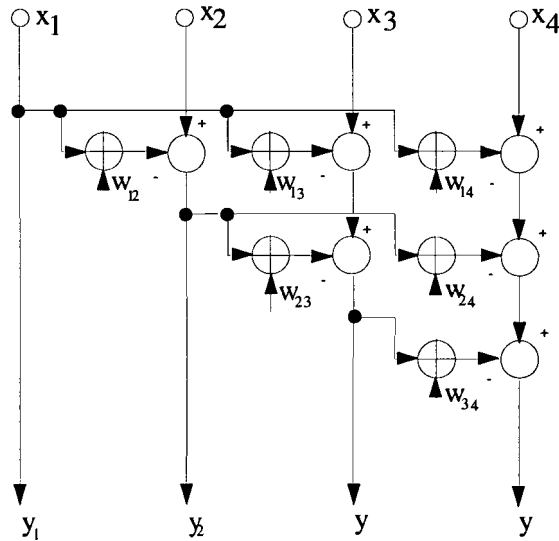 x1 x2 x3 x4
+ + +
- - -
w12 w13 w14
+ +
- -
w23 w24
+
-
w34
y1 y2 y y